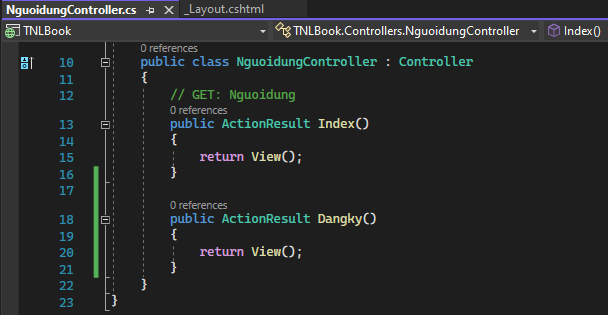 NguoidungController.cs
_Layout.cshtml
TNLBook
TNLBook.Controllers.NguoidungController
Index()
0 references
10 public class NguoidungController : Controller
11 {
12 // GET: Nguoidung
0 references
13 public ActionResult Index()
14 {
15 return View();
16 }
17
0 references
18 public ActionResult Dangky()
19 {
20 return View();
21 }
22 }
23 }